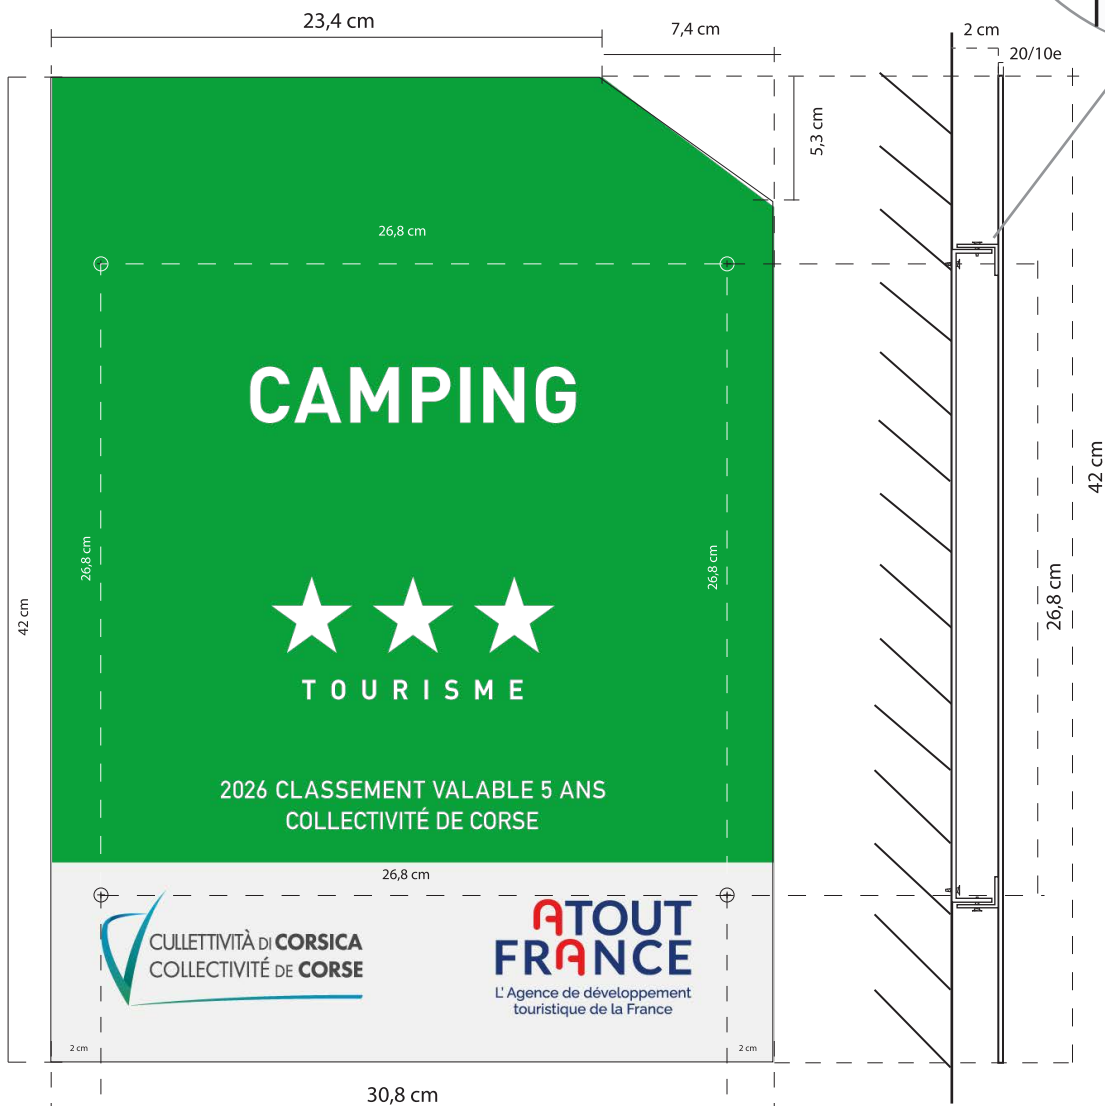 23,4 cm
7,4 cm
2 cm
20/10e
5,3 cm
26,8 cm
CAMPING
42 cm
26,8 cm
26,8 cm
42 cm
26,8 cm
TOURISME
2026 CLASSEMENT VALABLE 5 ANS
COLLECTIVITÉ DE CORSE
26,8 cm
CULLETTIVITÀ DI CORSICA
COLLECTIVITÉ DE CORSE
ATOUT
FRANCE
L'Agence de développement
touristique de la France
2 cm
2 cm
30,8 cm